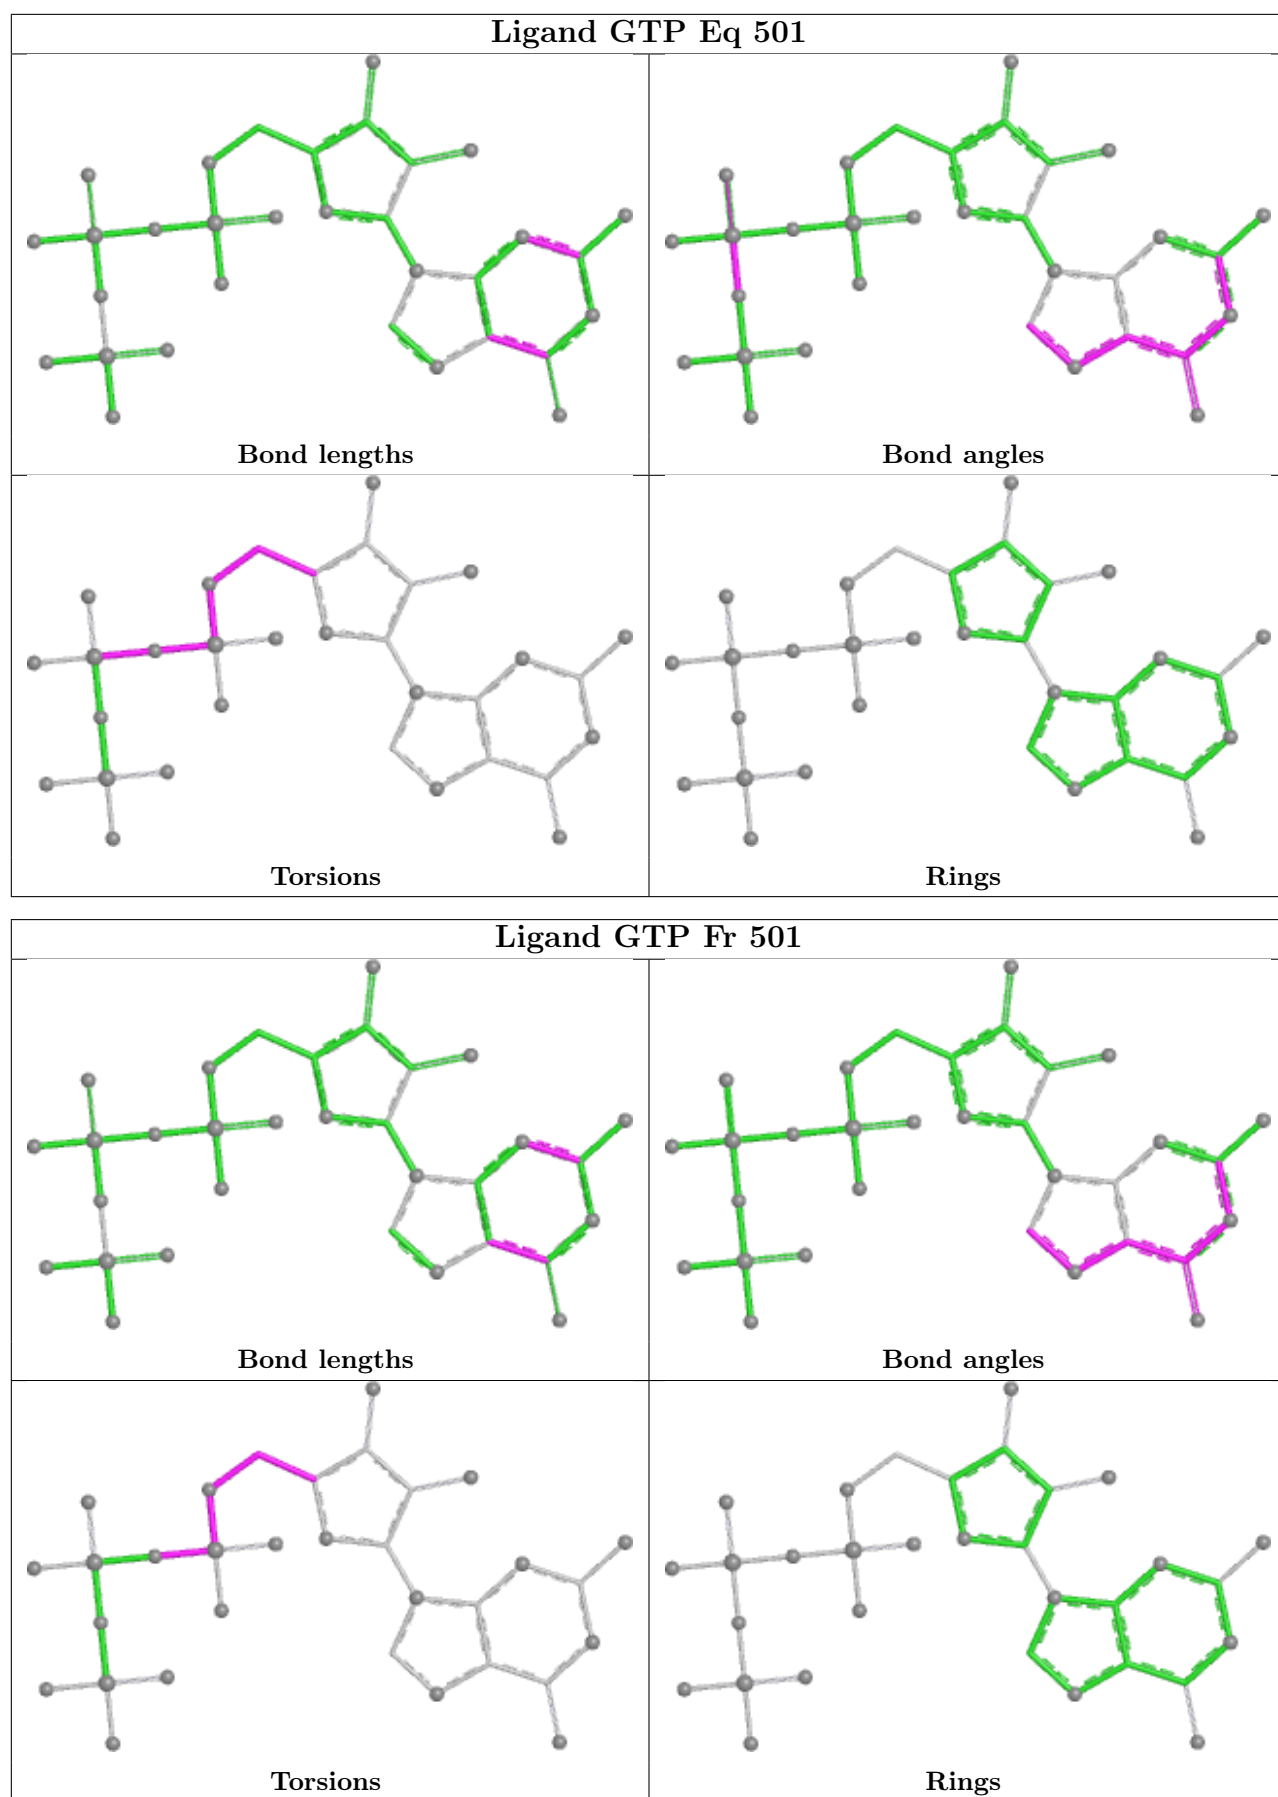 Ligand GTP Eq 501
Bond lengths
Bond angles
Torsions
Rings
Ligand GTP Fr 501
Bond lengths
Bond angles
Torsions
Rings